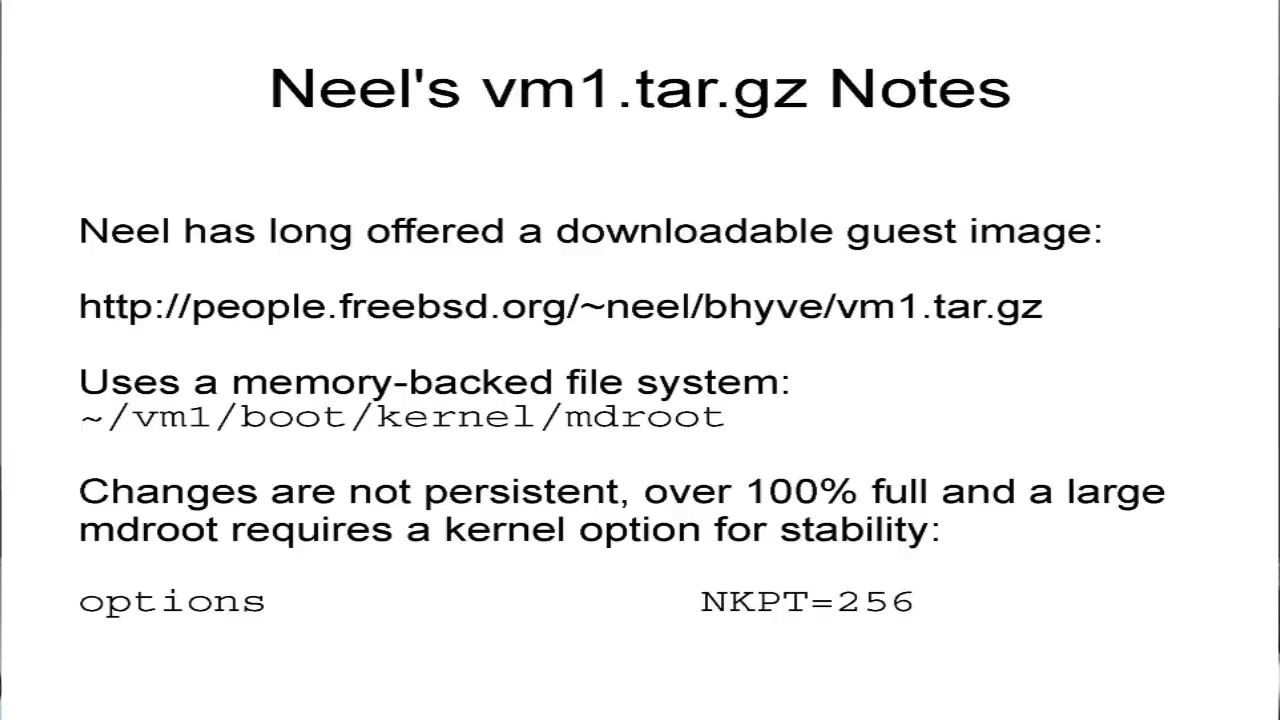 Neel's vm1.tar.gz Notes
Neel has long offered a downloadable guest image:
http://people.freebsd.org/~neel/bhyve/vm1.tar.gz
Uses a memory-backed file system:
~/vm1/boot/kernel/mdroot
Changes are not persistent, over 100% full and a large
mdroot requires a kernel option for stability:
options NKPT=256